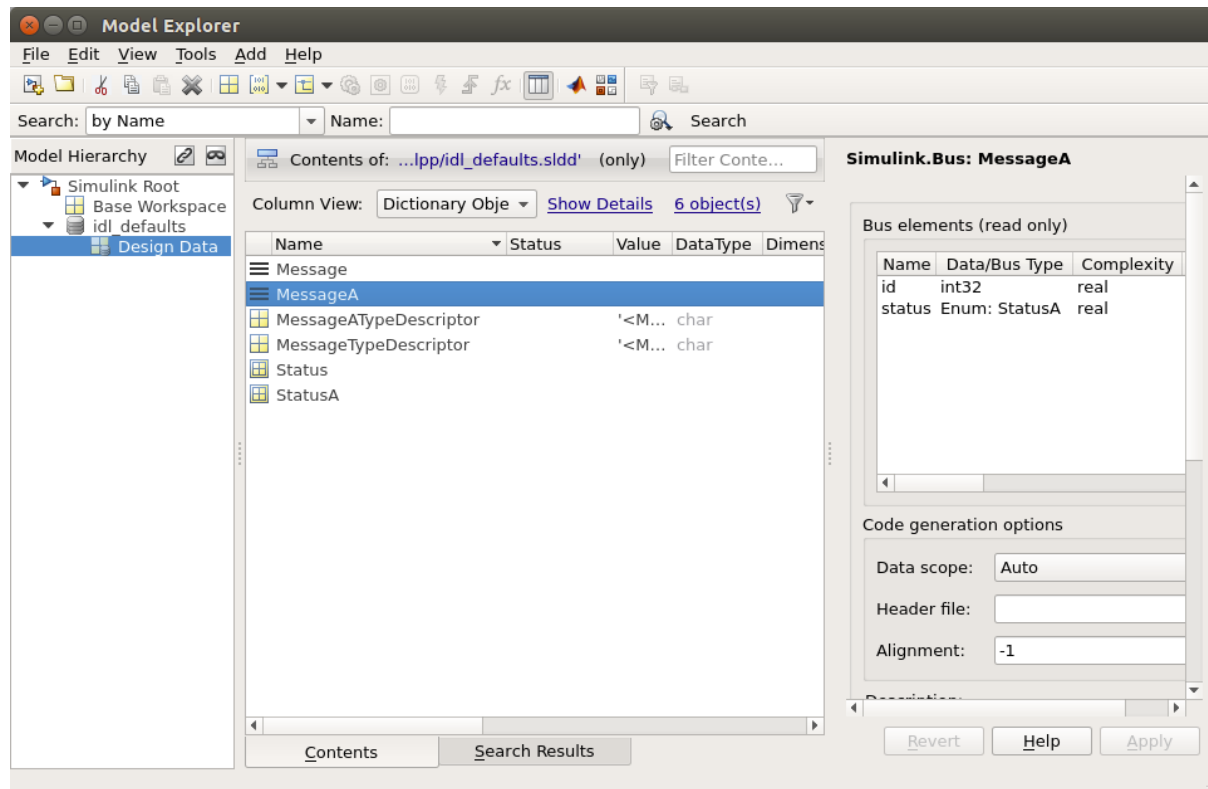 Model Explorer
File Edit View Tools Add Help
Search: by Name Name: Search
Model Hierarchy
Simulink Root
Base Workspace
idl_defaults
Design Data
Contents of: ...lpp/idl_defaults.sldd' (only) Filter Conte...
Column View: Dictionary Obje Show Details 6 object(s)
Name Status Value DataType Dimens
Message
MessageA
MessageATypeDescriptor '<M... char
MessageTypeDescriptor '<M... char
Status
StatusA
Contents Search Results
Simulink.Bus: MessageA
Bus elements (read only)
Name Data/Bus Type Complexity
id int32 real
status Enum: StatusA real
Code generation options
Data scope: Auto
Header file:
Alignment: -1
Revert Help Apply